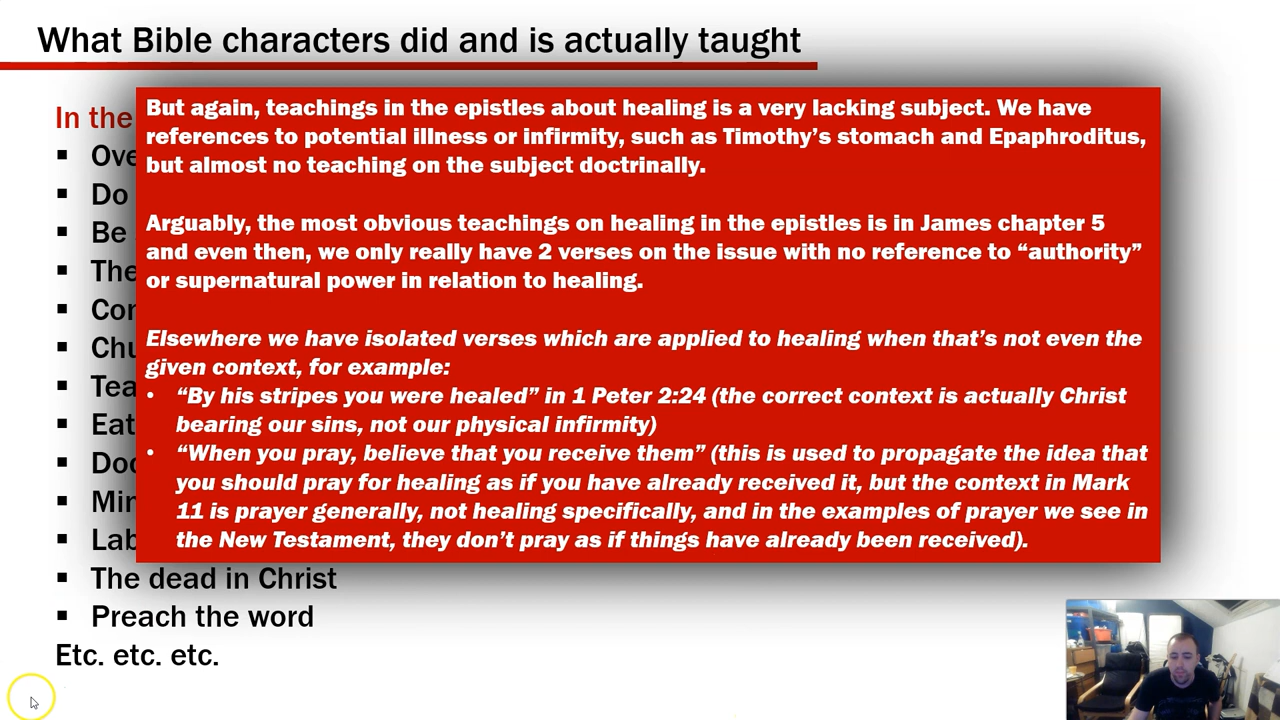 What Bible characters did and is actually taught
In the
But again, teachings in the epistles about healing is a very lacking subject. We have
references to potential illness or infirmity, such as Timothy’s stomach and Epaphroditus,
but almost no teaching on the subject doctrinally.
Arguably, the most obvious teachings on healing in the epistles is in James chapter 5
and even then, we only really have 2 verses on the issue with no reference to “authority”
or supernatural power in relation to healing.
Elsewhere we have isolated verses which are applied to healing when that’s not even the
given context, for example:
• “By his stripes you were healed” in 1 Peter 2:24 (the correct context is actually Christ
bearing our sins, not our physical infirmity)
• “When you pray, believe that you receive them” (this is used to propagate the idea that
you should pray for healing as if you have already received it, but the context in Mark
11 is prayer generally, not healing specifically, and in the examples of prayer we see in
the New Testament, they don’t pray as if things have already been received).
▪ Do
▪ Be
▪ The
▪ Eat
▪ The dead in Christ
▪ Preach the word
Etc. etc. etc.